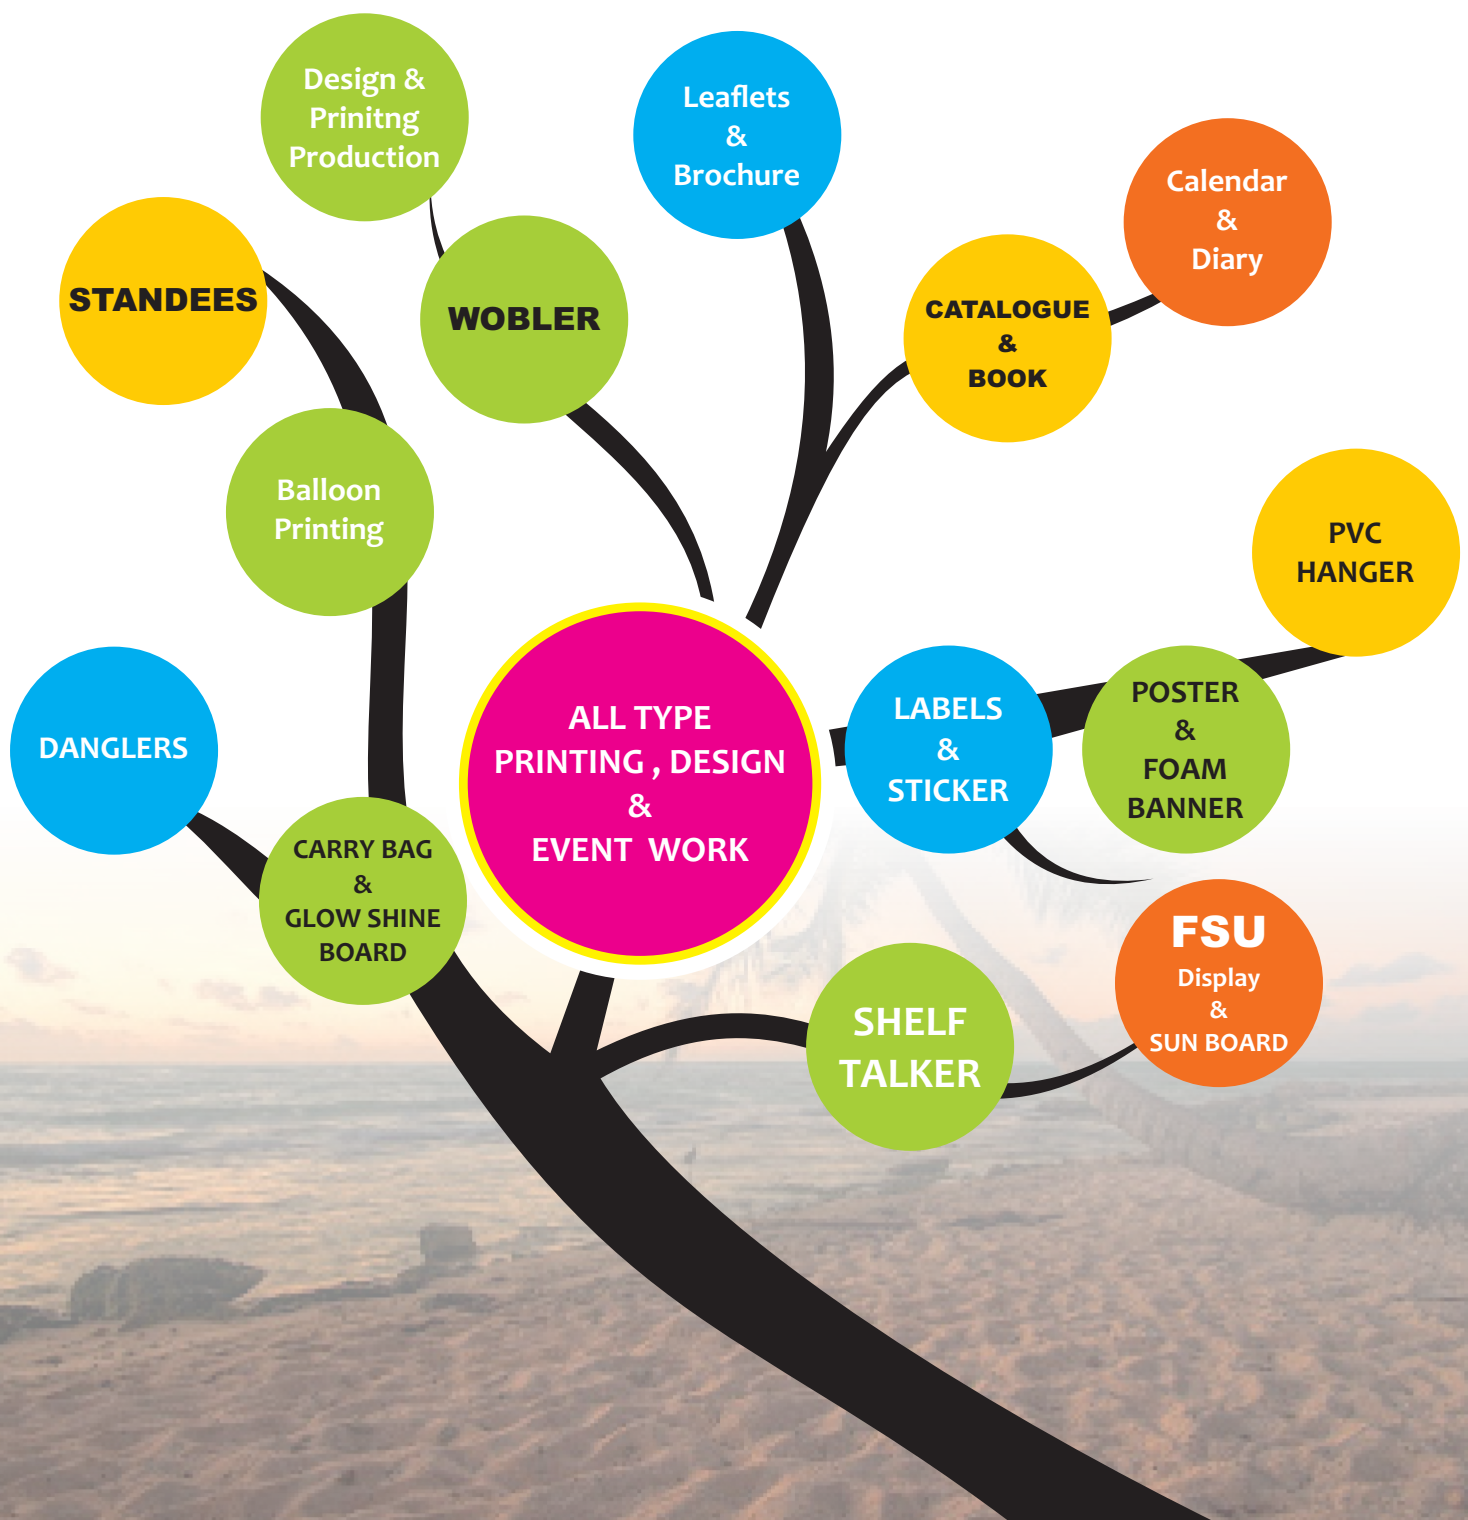 Design &
Prinitng
Production
Leaflets
&
Brochure
Calendar
&
Diary
STANDEES
WOBLER
CATALOGUE
&
BOOK
Balloon
Printing
PVC
HANGER
DANGLERS
ALL TYPE
PRINTING , DESIGN
&
EVENT WORK
LABELS
&
STICKER
POSTER
&
FOAM
BANNER
CARRY BAG
&
GLOW SHINE
BOARD
SHELF
TALKER
FSU
Display
&
SUN BOARD